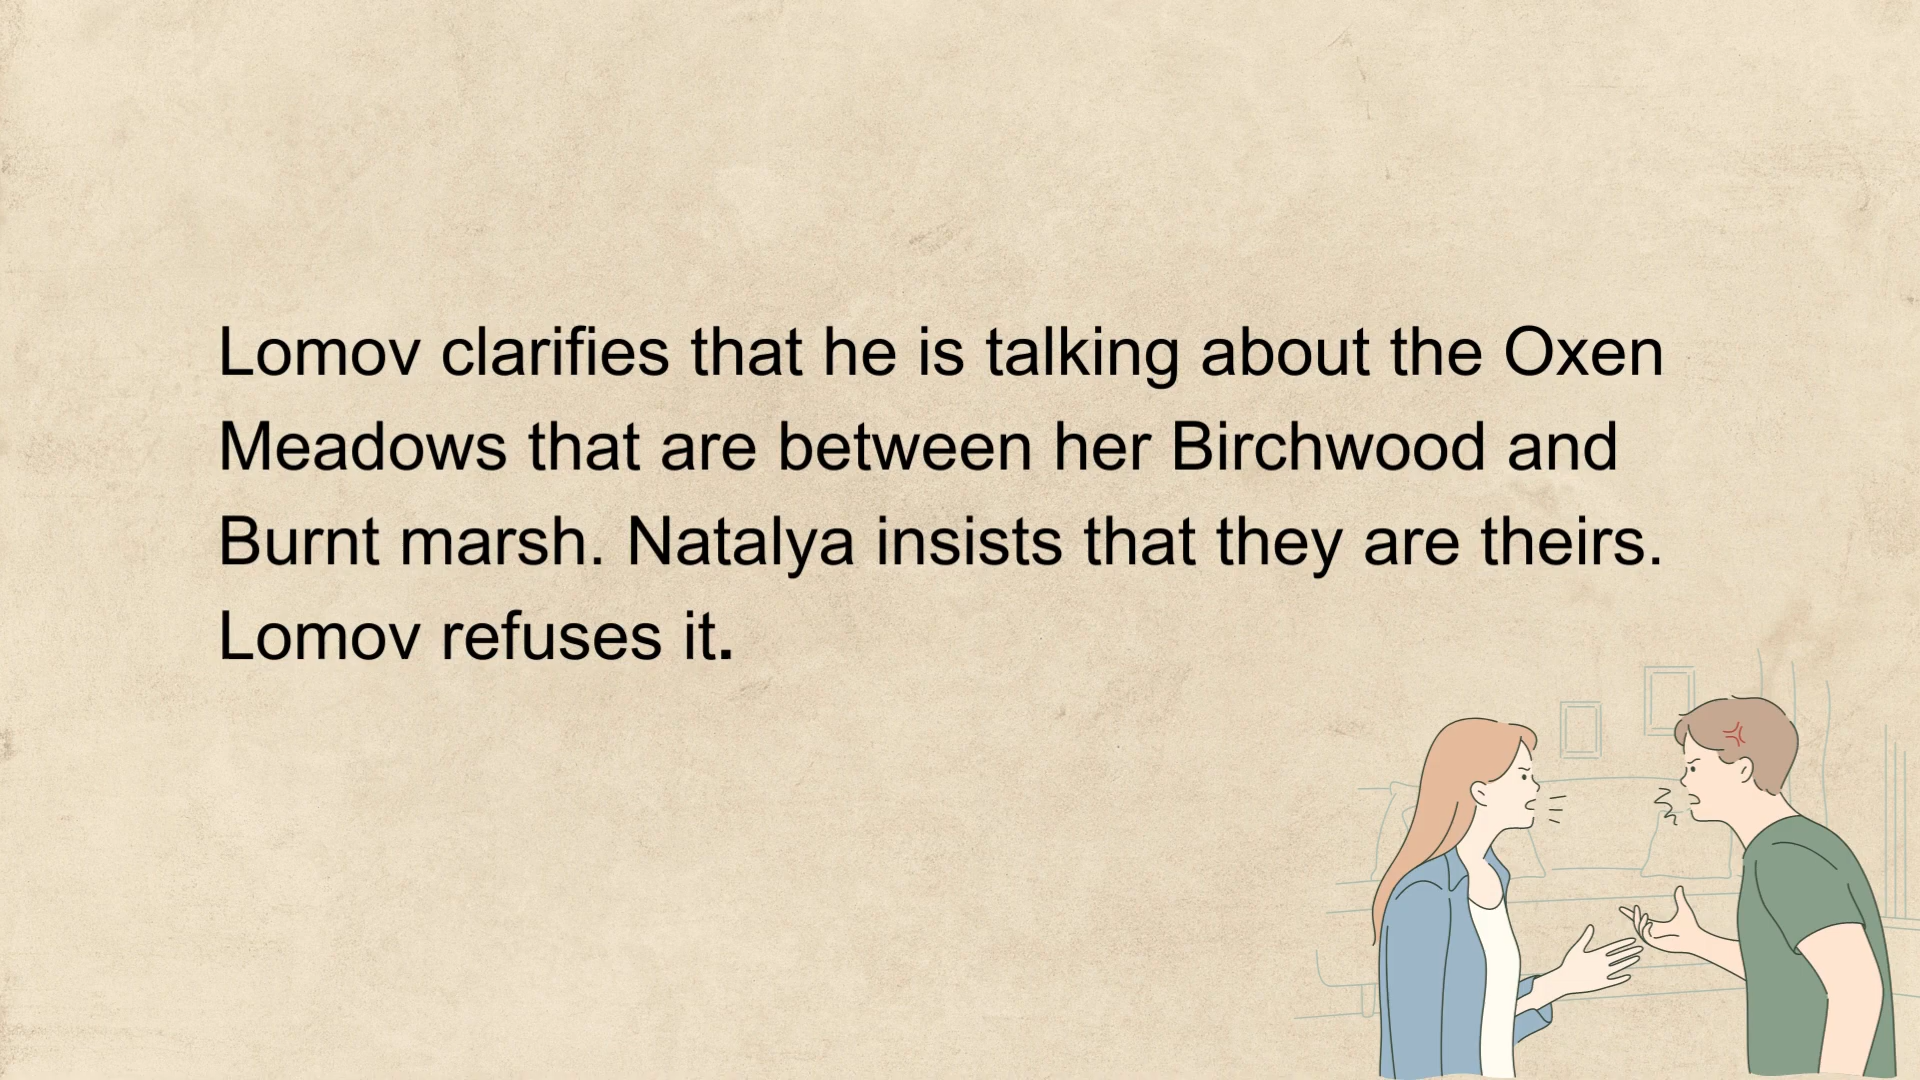 Lomov clarifies that he is talking about the Oxen
Meadows that are between her Birchwood and
Burnt marsh. Natalya insists that they are theirs.
Lomov refuses it.